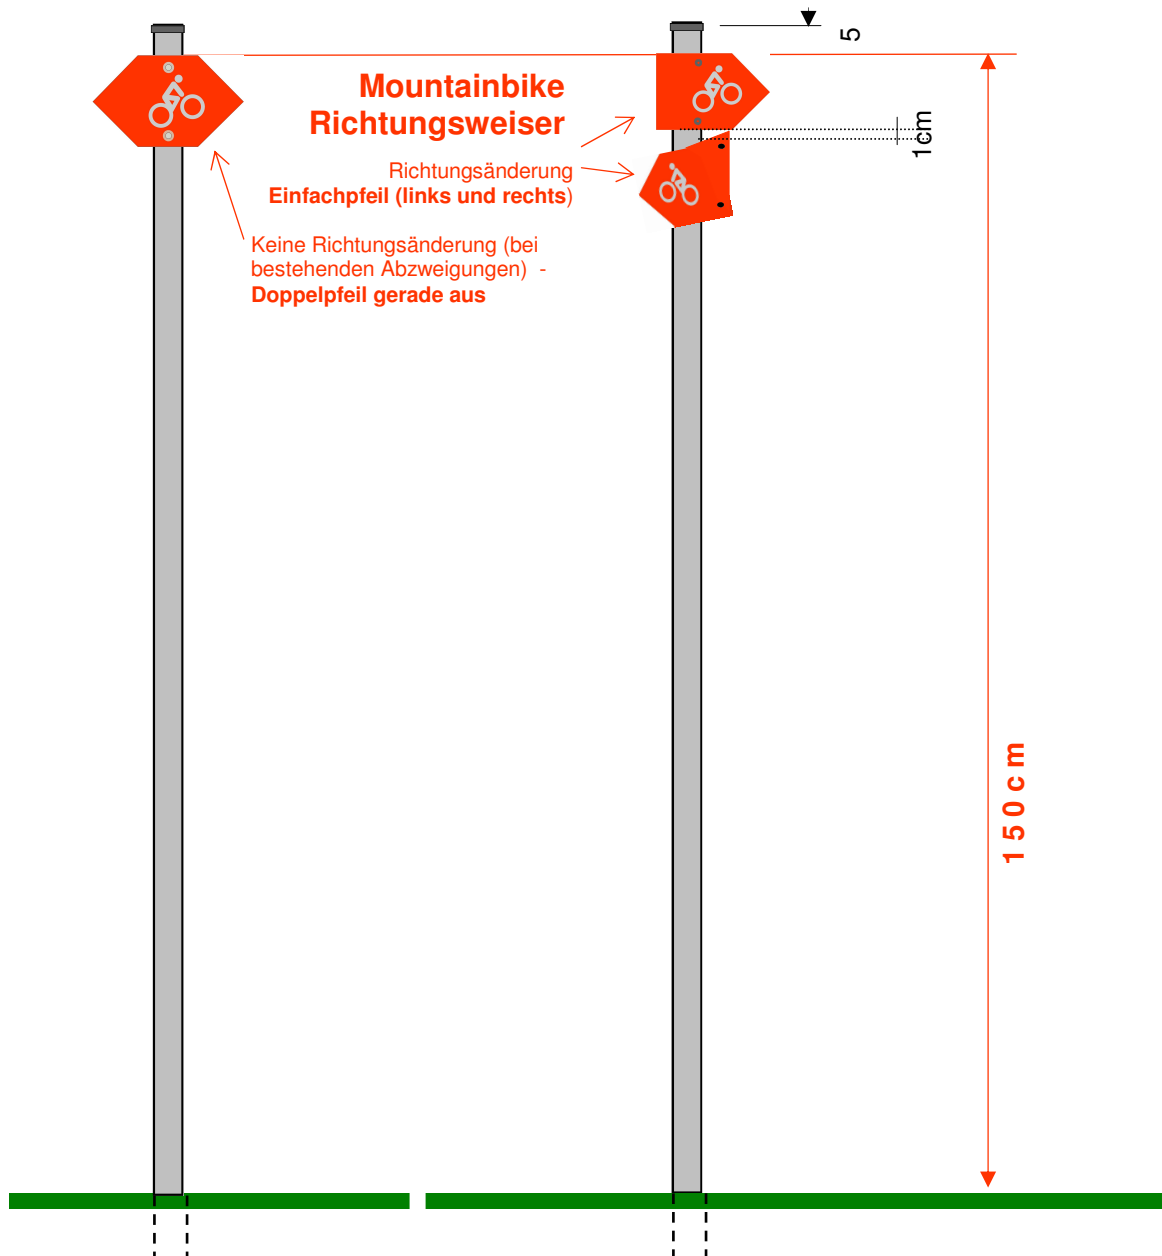 5
Mountainbike
Richtungsweiser
1cm
Richtungsänderung
Einfachpfeil (links und rechts)
Keine Richtungsänderung (bei
bestehenden Abzweigungen) -
Doppelpfeil gerade aus
150cm